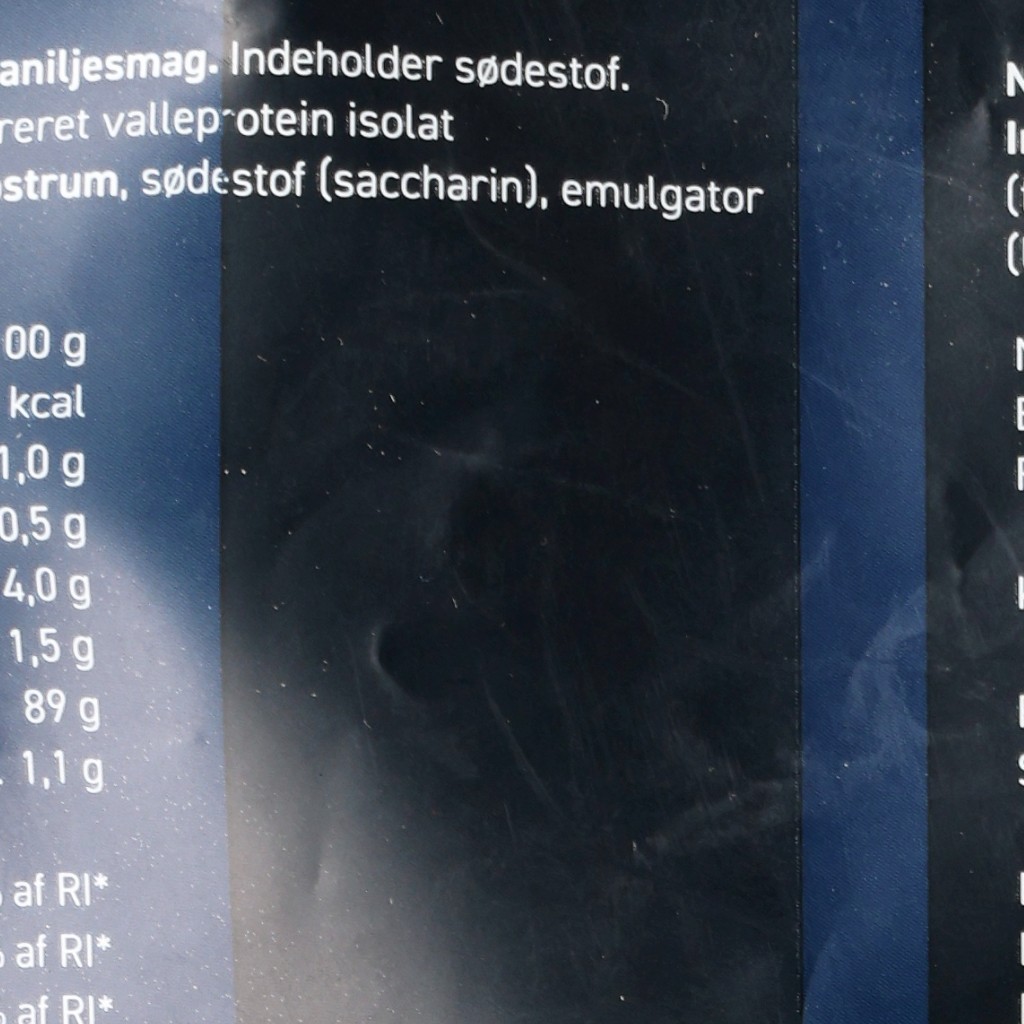 aniljesmag. Indeholder sødestof.
reret valleprotein isolat
strum, sødestof (saccharin), emulgator
00 g
kcal
1,0 g
0,5 g
4,0 g
1,5 g
89 g
1,1 g
af RI*
af RI*
af RI*